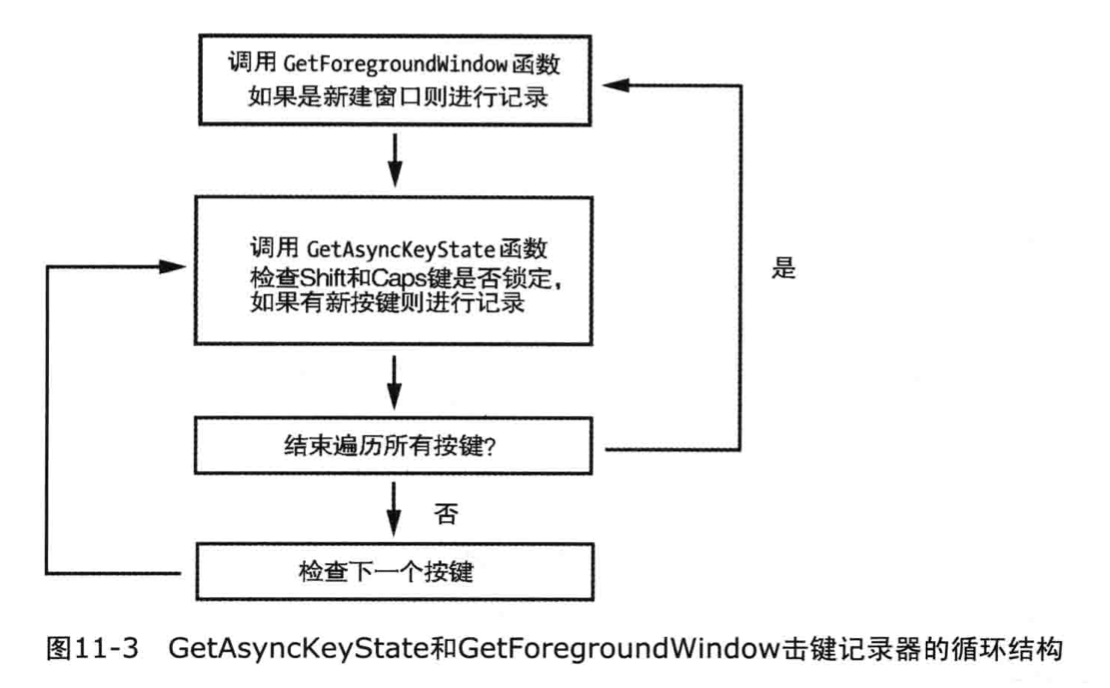 调用 GetForegroundWindow 函数
如果是新建窗口则进行记录
调用 GetAsyncKeyState 函数
检查Shift和Caps键是否锁定，
如果有新按键则进行记录
是
结束遍历所有按键？
否
检查下一个按键
图11-3 GetAsyncKeyState和GetForegroundWindow击键记录器的循环结构